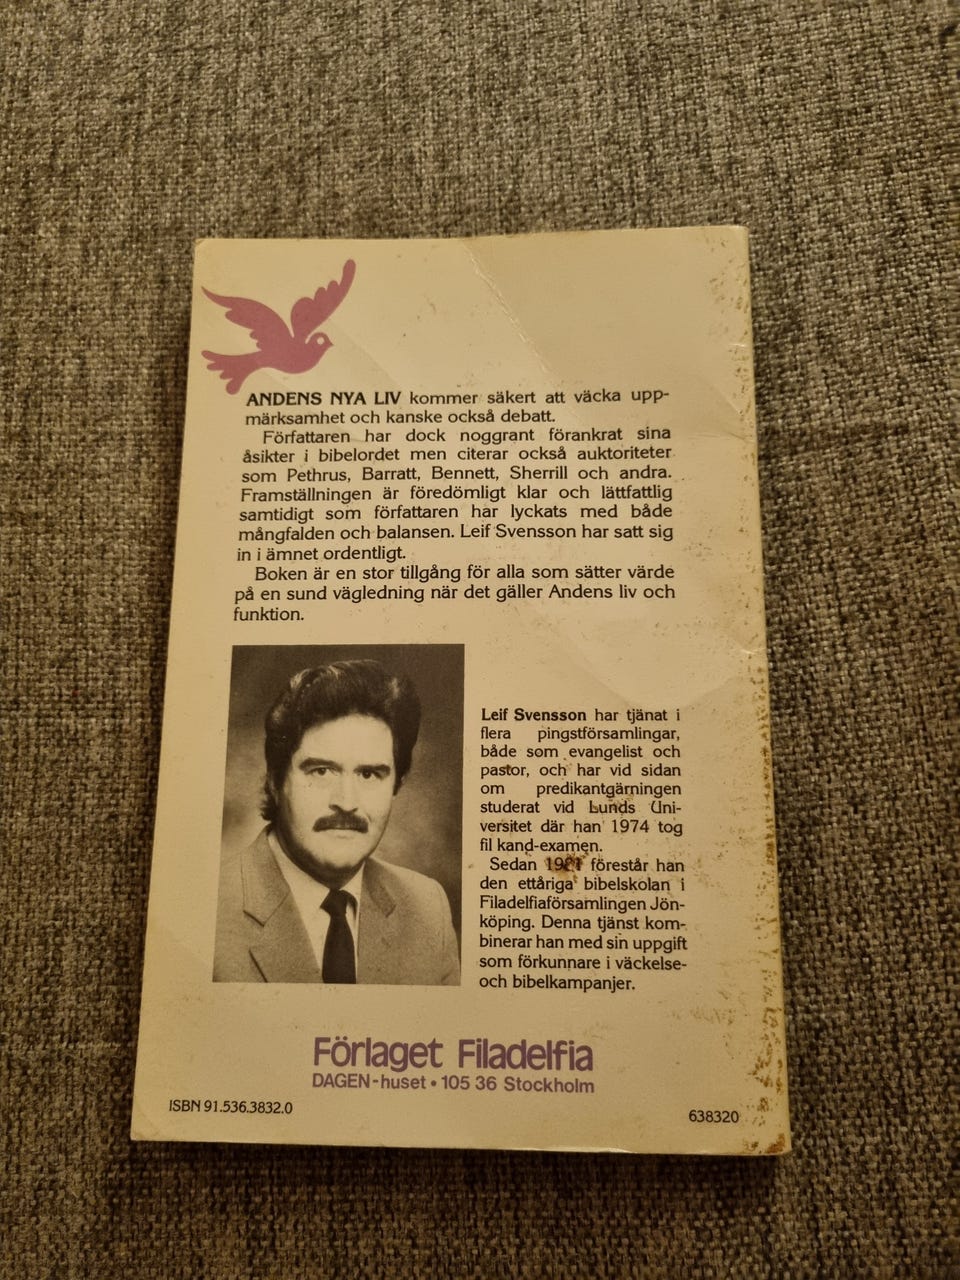 ANDENS NYA LIV kommer säkert att väcka upp-
märksamhet och kanske också debatt.
Författaren har dock noggrant förankrat sina
åsikter i bibelordet men citerar också auktoriteter
som Pethrus, Barratt, Bennett, Sherrill och andra.
Framställningen är föredömligt klar och lättfattlig
samtidigt som författaren har lyckats med både
mångfalden och balansen. Leif Svensson har satt sig
in i ämnet ordentligt.
Boken är en stor tillgång för alla som sätter värde
på en sund vägledning när det gäller Andens liv och
funktion.
Leif Svensson har tjänat i
flera pingstförsamlingar,
både som evangelist och
pastor, och har vid sidan
om predikantgärningen
studerat vid Lunds Uni-
versitet där han 1974 tog
fil kand-examen.
Sedan förestår han
den ettåriga bibelskolan i
Filadelfiaförsamlingen Jön-
köping. Denna tjänst kom-
binerar han med sin uppgift
som förkunnare i väckelse-
och bibelkampanjer.
Förlaget Filadelfia
DAGEN-huset • 105 36 Stockholm
ISBN 91.536.3832.0
638320